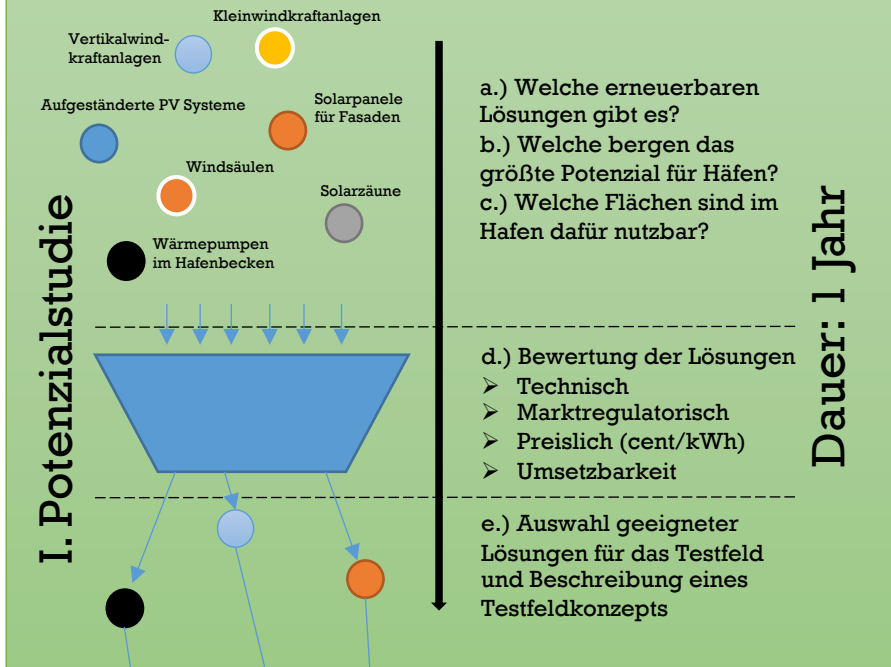 Kleinwindkraftanlagen
Vertikalwind-
kraftanlagen
Aufgeständerte PV Systeme
Solarpanele
für Fasaden
Windsäulen
Solarzäune
Wärmepumpen
im Hafenbecken
I. Potenzialstudie
a.) Welche erneuerbaren
Lösungen gibt es?
b.) Welche bergen das
größte Potenzial für Häfen?
c.) Welche Flächen sind im
Hafen dafür nutzbar?
d.) Bewertung der Lösungen
➢ Technisch
➢ Marktregulatorisch
➢ Preislich (cent/kWh)
➢ Umsetzbarkeit
e.) Auswahl geeigneter
Lösungen für das Testfeld
und Beschreibung eines
Testfeldkonzepts
Dauer: 1 Jahr